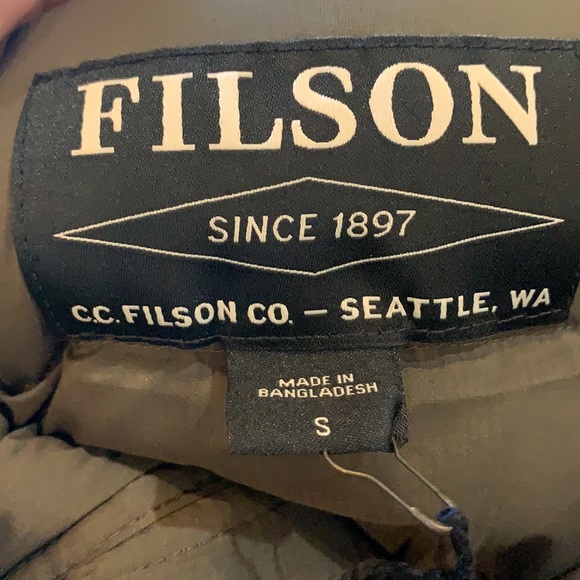 FILSON
SINCE 1897
C.C. FILSON CO. — SEATTLE, WA
MADE IN
BANGLADESH
S